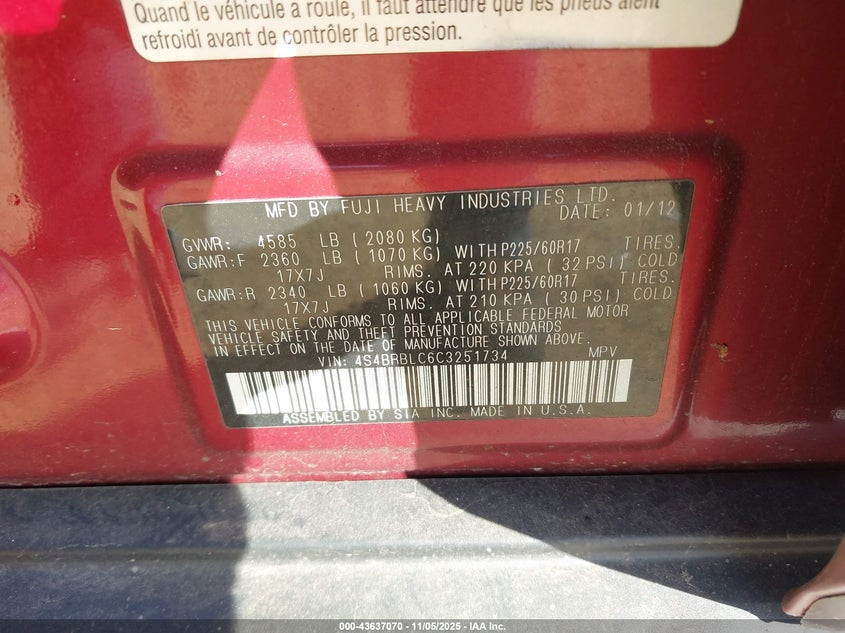 Quand le véhicule a roulé, il faut attendre que les pneus aient
refroidi avant de contrôler la pression.
MFD BY FUJI HEAVY INDUSTRIES LTD.
DATE: 01/12
GVWR: 4585 LB ( 2080 KG)
GAWR:F 2360 LB ( 1070 KG) WITH P225/60R17 TIRES.
17X7J RIMS. AT 220 KPA ( 32 PSI) COLD
GAWR:R 2340 LB ( 1060 KG) WITH P225/60R17 TIRES.
17X7J RIMS. AT 210 KPA ( 30 PSI) COLD
THIS VEHICLE CONFORMS TO ALL APPLICABLE FEDERAL MOTOR
VEHICLE SAFETY AND THEFT PREVENTION STANDARDS
IN EFFECT ON THE DATE OF MANUFACTURE SHOWN ABOVE.
VIN: 4S4BRBLC6C3251734 MPV
ASSEMBLED BY SIA INC. MADE IN U.S.A.
000-43637070 - 11/05/2025 - IAA Inc.